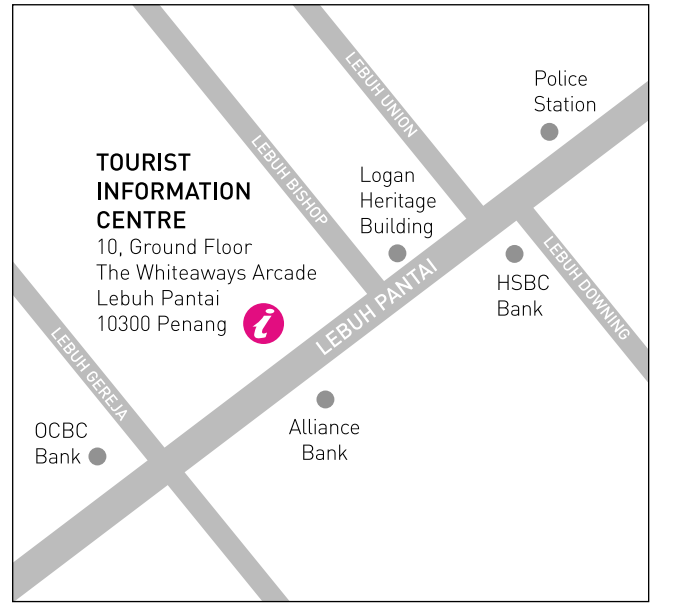 LEBUH UNION
Police
Station
LEBUH BISHOP
TOURIST
INFORMATION
CENTRE
10, Ground Floor
The Whiteaways Arcade
Lebuh Pantai
10300 Penang
i
Logan
Heritage
Building
LEBUH PANTAI
HSBC
Bank
LEBUH DOWNING
LEBUH GEREJA
OCBC
Bank
Alliance
Bank